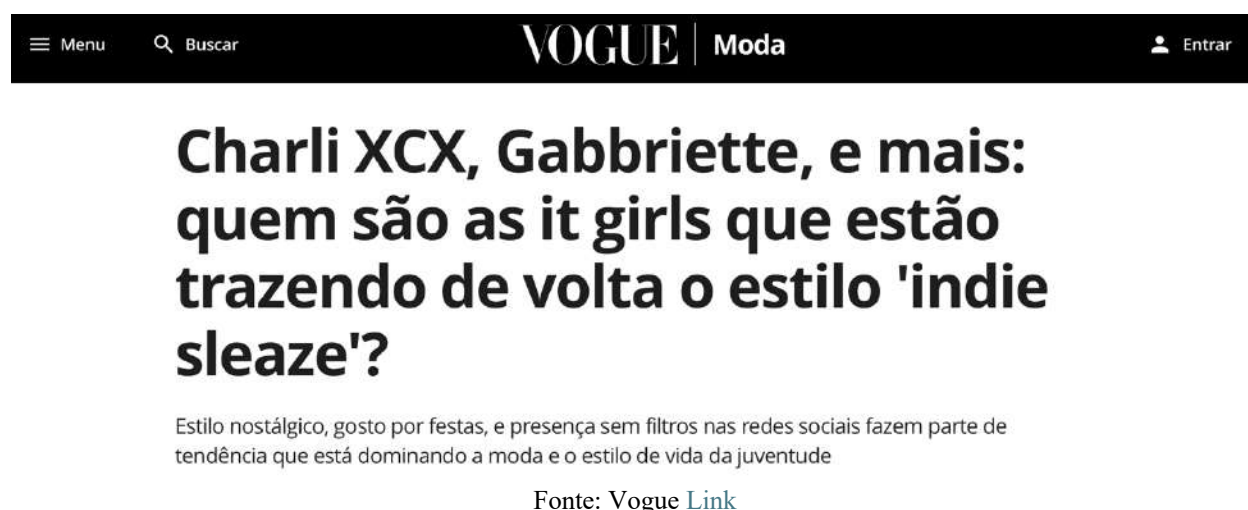 Menu Buscar VOGUE Moda Entrar
Charli XCX, Gabbriette, e mais:
quem são as it girls que estão
trazendo de volta o estilo 'indie
sleaze'?
Estilo nostálgico, gosto por festas, e presença sem filtros nas redes sociais fazem parte de
tendência que está dominando a moda e o estilo de vida da juventude
Fonte: Vogue Link